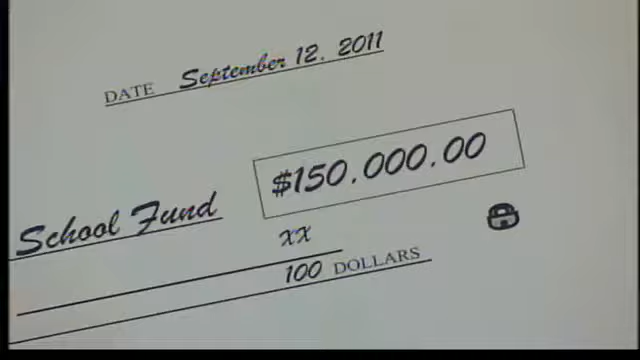 DATE September 12, 2011
$150,000.00
School Fund
xx
100 DOLLARS